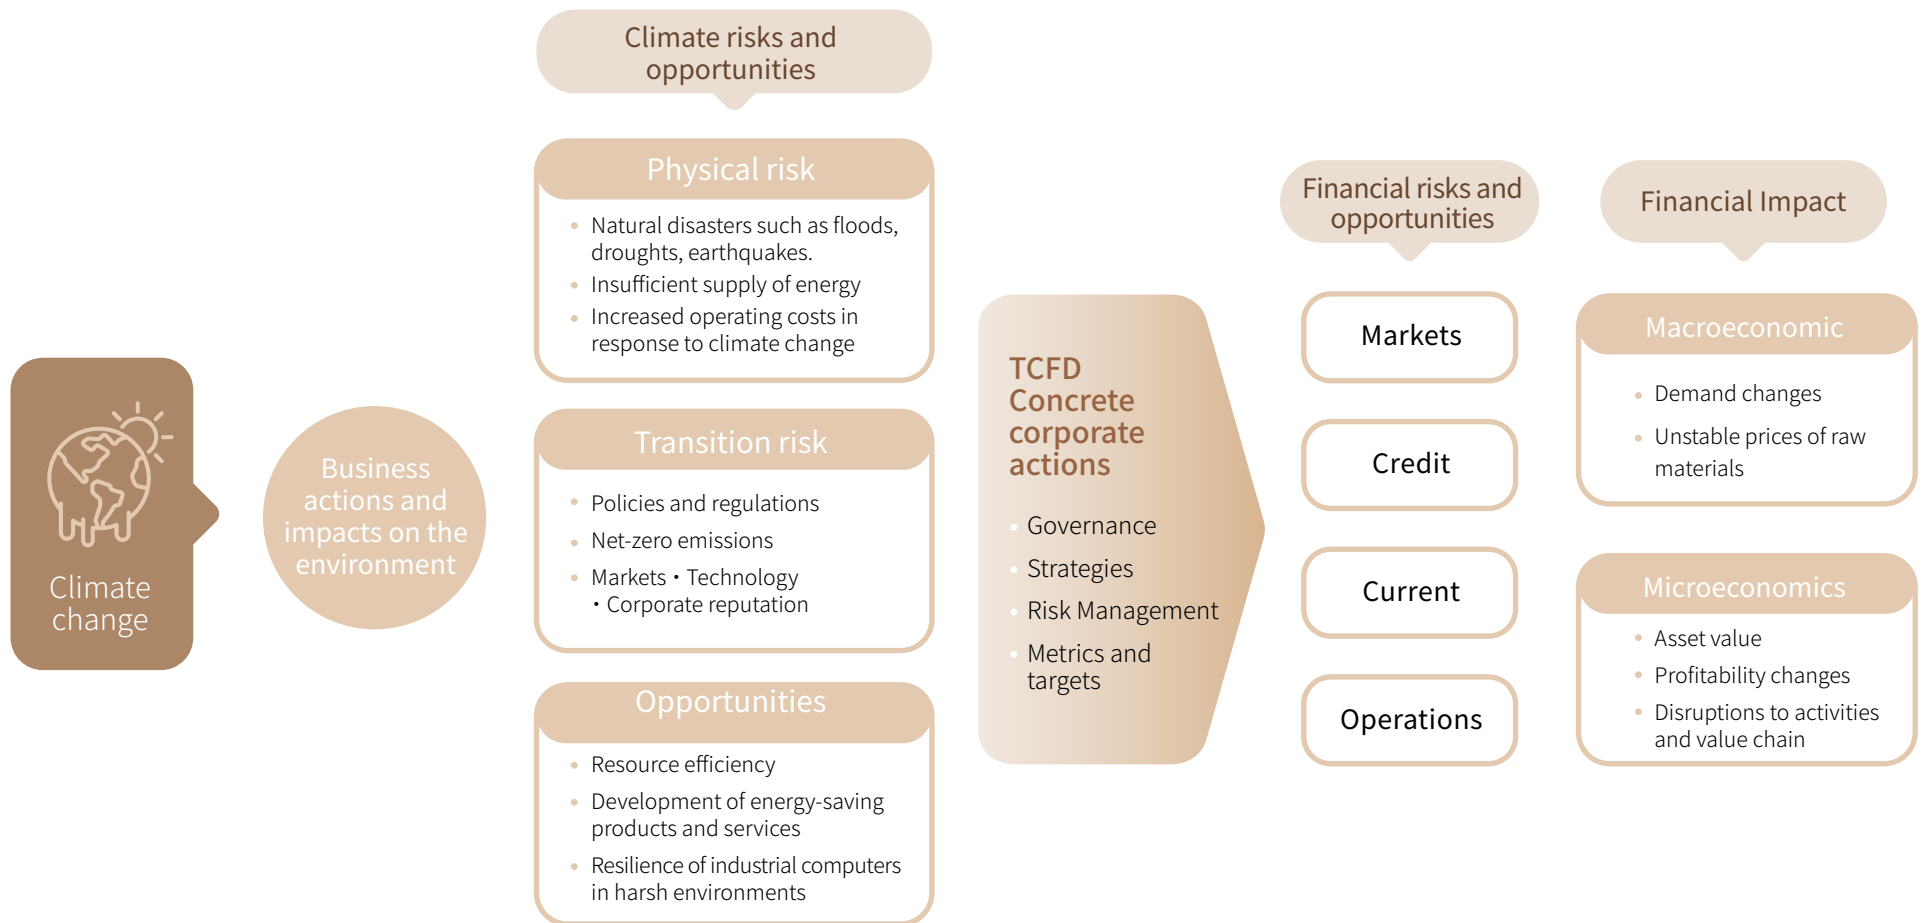 Climate
change
Business
actions and
impacts on the
environment
Climate risks and
opportunities
Physical risk
• Natural disasters such as floods,
droughts, earthquakes.
• Insufficient supply of energy
• Increased operating costs in
response to climate change
Transition risk
• Policies and regulations
• Net-zero emissions
• Markets・Technology
・Corporate reputation
Opportunities
• Resource efficiency
• Development of energy-saving
products and services
• Resilience of industrial computers
in harsh environments
TCFD
Concrete
corporate
actions
• Governance
• Strategies
• Risk Management
• Metrics and
targets
Financial risks and
opportunities
Markets
Credit
Current
Operations
Financial Impact
Macroeconomic
• Demand changes
• Unstable prices of raw
materials
Microeconomics
• Asset value
• Profitability changes
• Disruptions to activities
and value chain